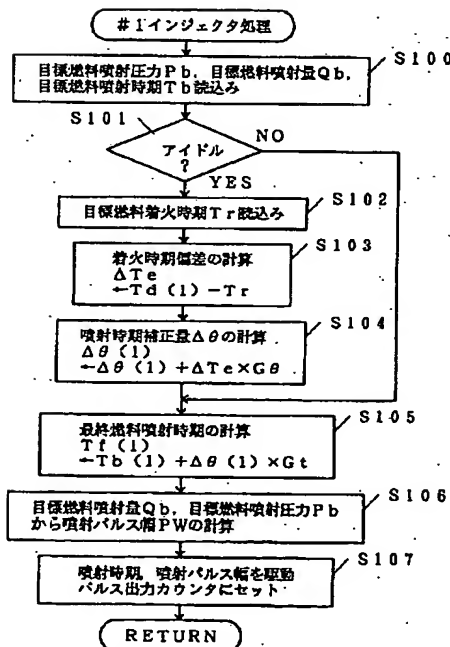 #1インジェクタ処理
S100
目標燃料噴射圧力Pb，目標燃料噴射量Qb，
目標燃料噴射時期Tb読込み
S101
アイドル
?
NO
YES
S102
目標燃料着火時期Tr読込み
S103
着火時期偏差の計算
ΔTe
←Td(1)－Tr
S104
噴射時期補正量Δθの計算
Δθ(1)
←Δθ(1)＋ΔTe×Gθ
S105
最終燃料噴射時期の計算
Tf(1)
←Tb(1)＋Δθ(1)×Gt
S106
目標燃料噴射量Qb，目標燃料噴射圧力Pb
から噴射パルス幅PWの計算
S107
噴射時期，噴射パルス幅を駆動
パルス出力カウンタにセット
RETURN